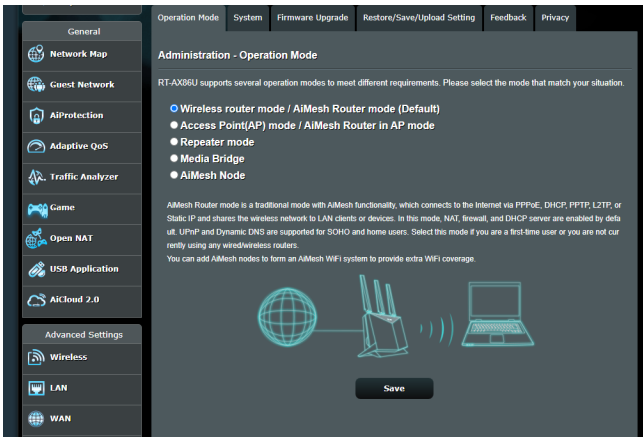 Operation Mode System Firmware Upgrade Restore/Save/Upload Setting Feedback Privacy
General
Network Map
Guest Network
AiProtection
Adaptive QoS
Traffic Analyzer
Game
Open NAT
USB Application
AiCloud 2.0
Advanced Settings
Wireless
LAN
WAN
Administration - Operation Mode
RT-AX86U supports several operation modes to meet different requirements. Please select the mode that match your situation.
Wireless router mode / AiMesh Router mode (Default)
Access Point(AP) mode / AiMesh Router in AP mode
Repeater mode
Media Bridge
AiMesh Node
AiMesh Router mode is a traditional mode with AiMesh functionality, which connects to the Internet via PPPoE, DHCP, PPTP, L2TP, or
Static IP and shares the wireless network to LAN clients or devices. In this mode, NAT, firewall, and DHCP server are enabled by defa
ult. UPnP and Dynamic DNS are supported for SOHO and home users. Select this mode if you are a first-time user or you are not cur
rently using any wired/wireless routers.
You can add AiMesh nodes to form an AiMesh WiFi system to provide extra WiFi coverage.
Save